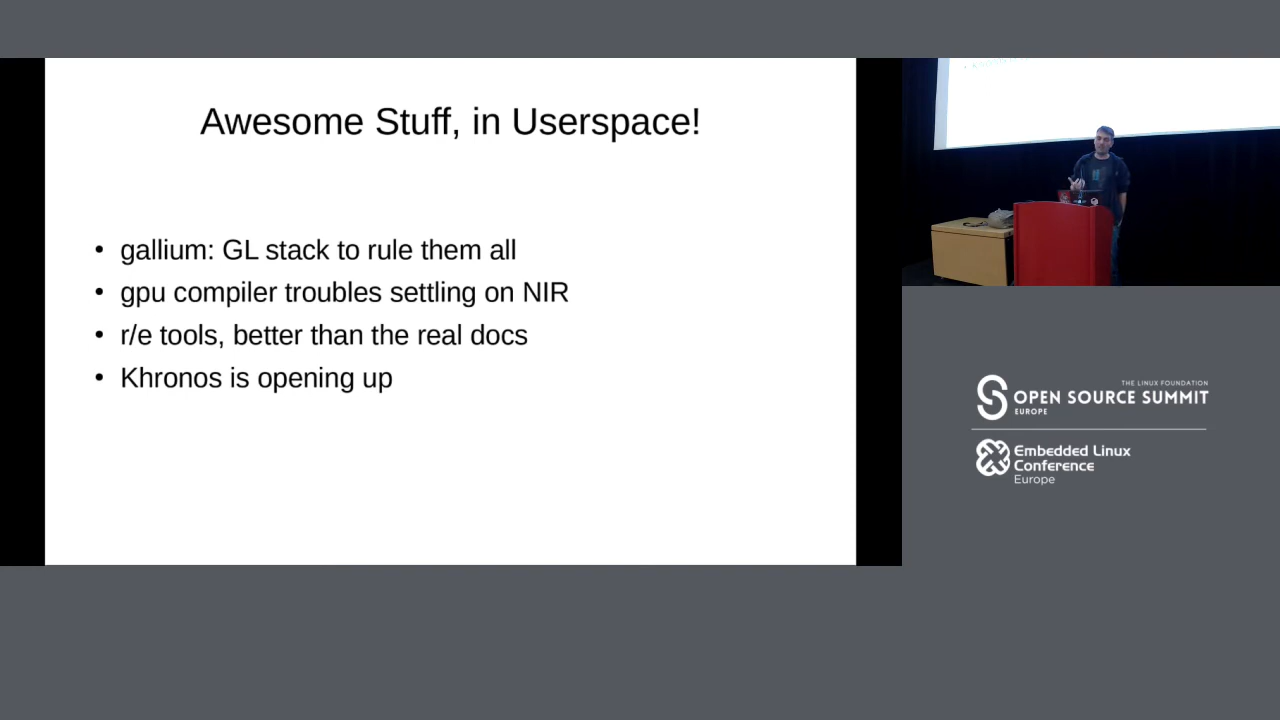 Awesome Stuff, in Userspace!
• gallium: GL stack to rule them all
• gpu compiler troubles settling on NIR
• r/e tools, better than the real docs
• Khronos is opening up
THE LINUX FOUNDATION
OPEN SOURCE SUMMIT
EUROPE
Embedded Linux
Conference
Europe